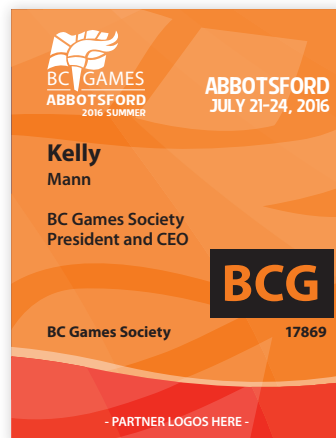 BC GAMES
ABBOTSFORD
2016 SUMMER
ABBOTSFORD
JULY 21-24, 2016
Kelly
Mann
BC Games Society
President and CEO
BCG
BC Games Society 17869
- PARTNER LOGOS HERE -